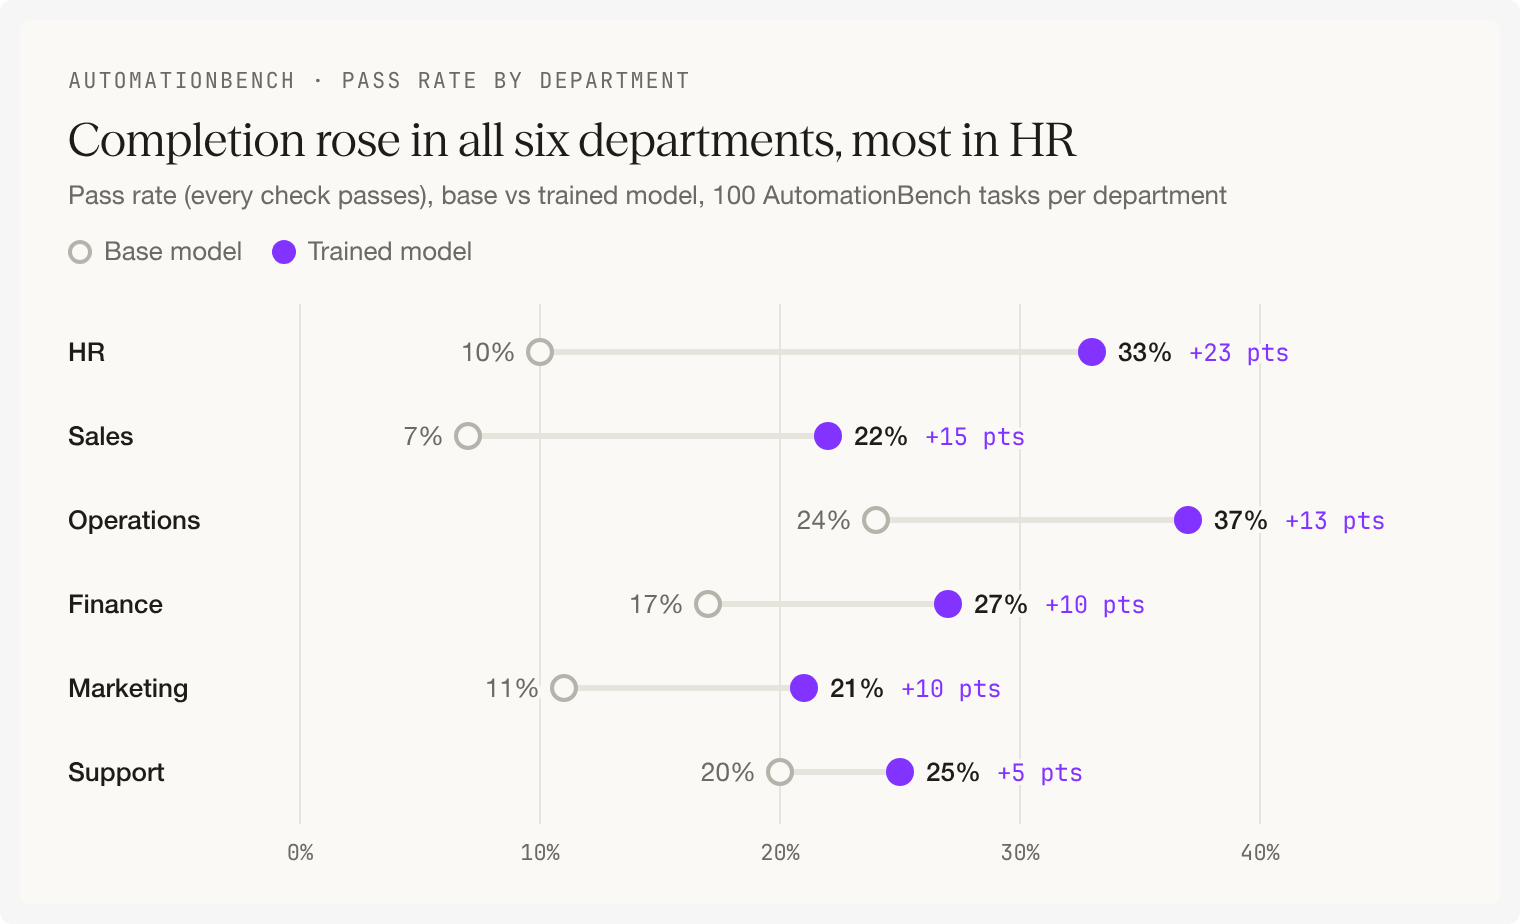 AUTOMATIONBENCH · PASS RATE BY DEPARTMENT
Completion rose in all six departments, most in HR
Pass rate (every check passes), base vs trained model, 100 AutomationBench tasks per department
Base model Trained model
HR 10% 33% +23 pts
Sales 7% 22% +15 pts
Operations 24% 37% +13 pts
Finance 17% 27% +10 pts
Marketing 11% 21% +10 pts
Support 20% 25% +5 pts
0% 10% 20% 30% 40%